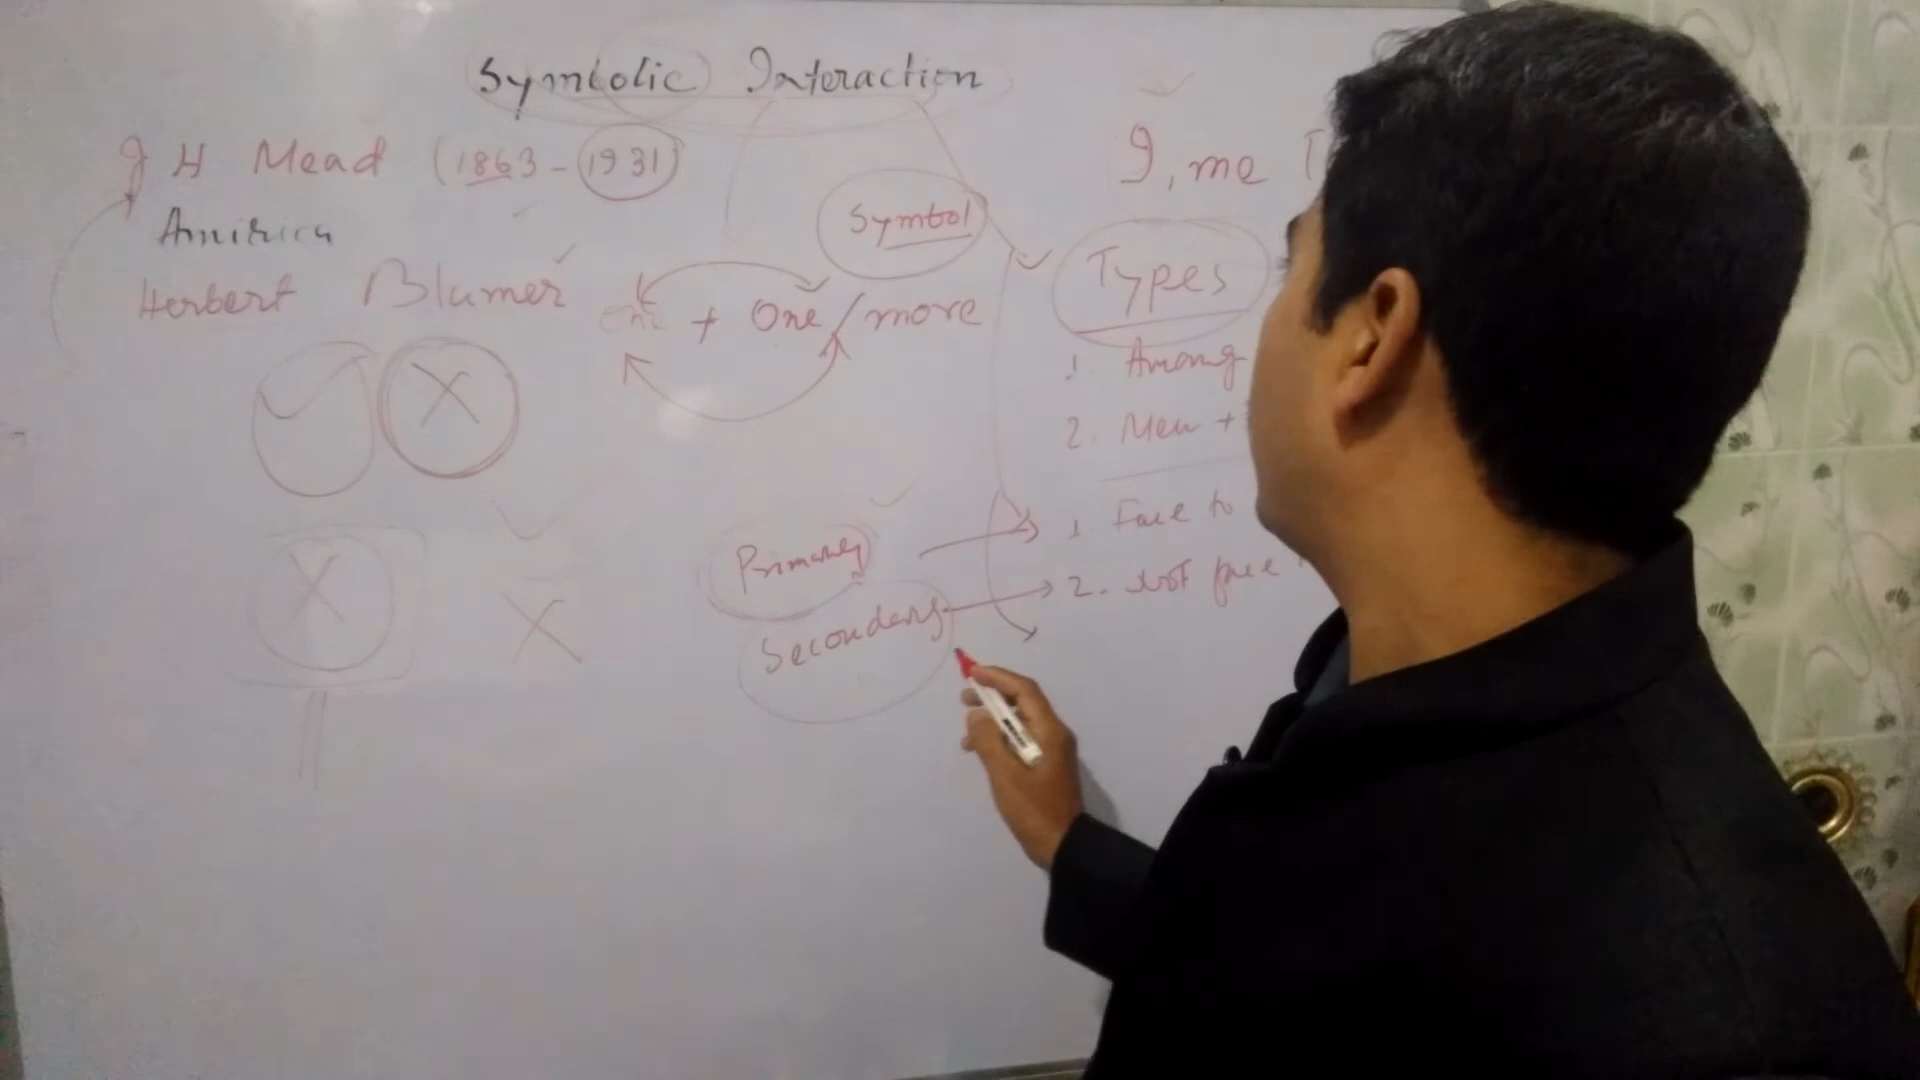 Symbolic Interaction
J H Mead (1863-1931)
I, me
Amirica
Symbol
Herbert Blumer
one + One/more
Types
1. Among
2. Men +
X
1. Face to
Primary
2. Not face
X
X
Secondary